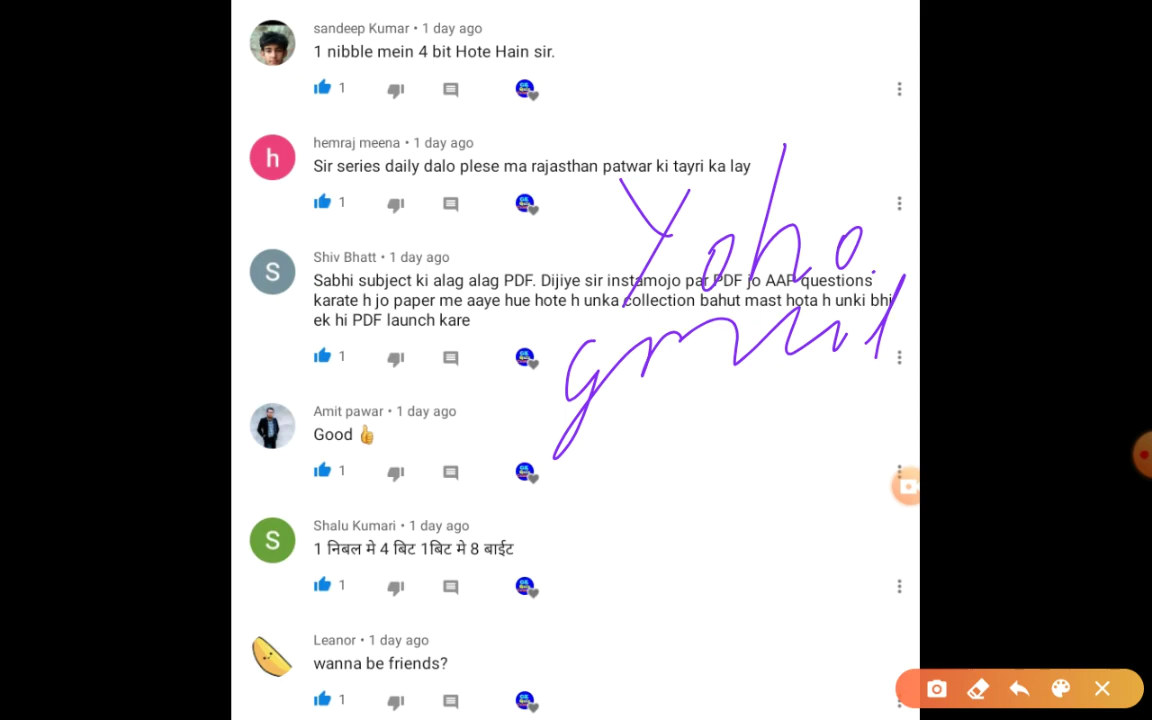 sandeep Kumar • 1 day ago
1 nibble mein 4 bit Hote Hain sir.
1
h
hemraj meena • 1 day ago
Sir series daily dalo plese ma rajasthan patwar ki tayri ka lay
1
Yoho.
S
Shiv Bhatt • 1 day ago
Sabhi subject ki alag alag PDF. Dijiye sir instamojo par PDF jo AAP questions
karate h jo paper me aaye hue hote h unka collection bahut mast hota h unki bhi
ek hi PDF launch kare
gmail
1
Amit pawar • 1 day ago
Good 👍
1
S
Shalu Kumari • 1 day ago
1 निबल मे 4 बिट 1बिट मे 8 बाईट
1
Leanor • 1 day ago
wanna be friends?
1